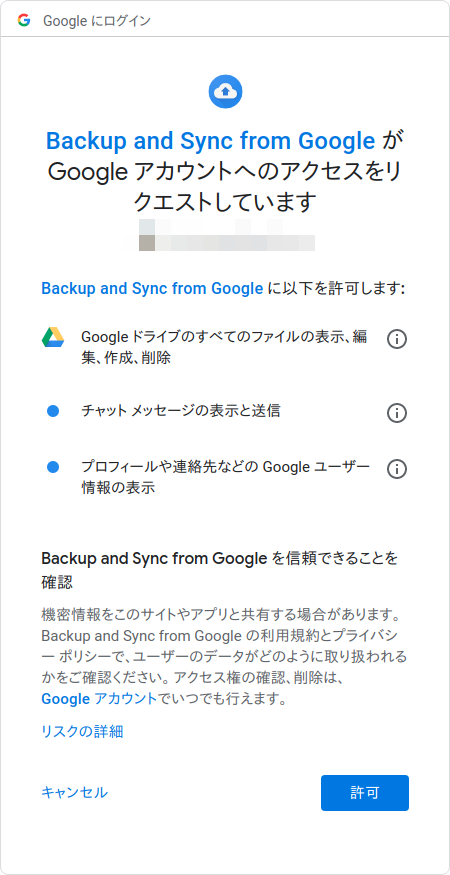 Google にログイン
Backup and Sync from Google が
Google アカウントへのアクセスをリ
クエストしています
Backup and Sync from Google に以下を許可します:
Google ドライブのすべてのファイルの表示、編
集、作成、削除
チャット メッセージの表示と送信
プロフィールや連絡先などの Google ユーザー
情報の表示
Backup and Sync from Google を信頼できることを
確認
機密情報をこのサイトやアプリと共有する場合があります。
Backup and Sync from Google の利用規約とプライバシ
ー ポリシーで、ユーザーのデータがどのように取り扱われる
かをご確認ください。アクセス権の確認、削除は、
Google アカウントでいつでも行えます。
リスクの詳細
キャンセル
許可